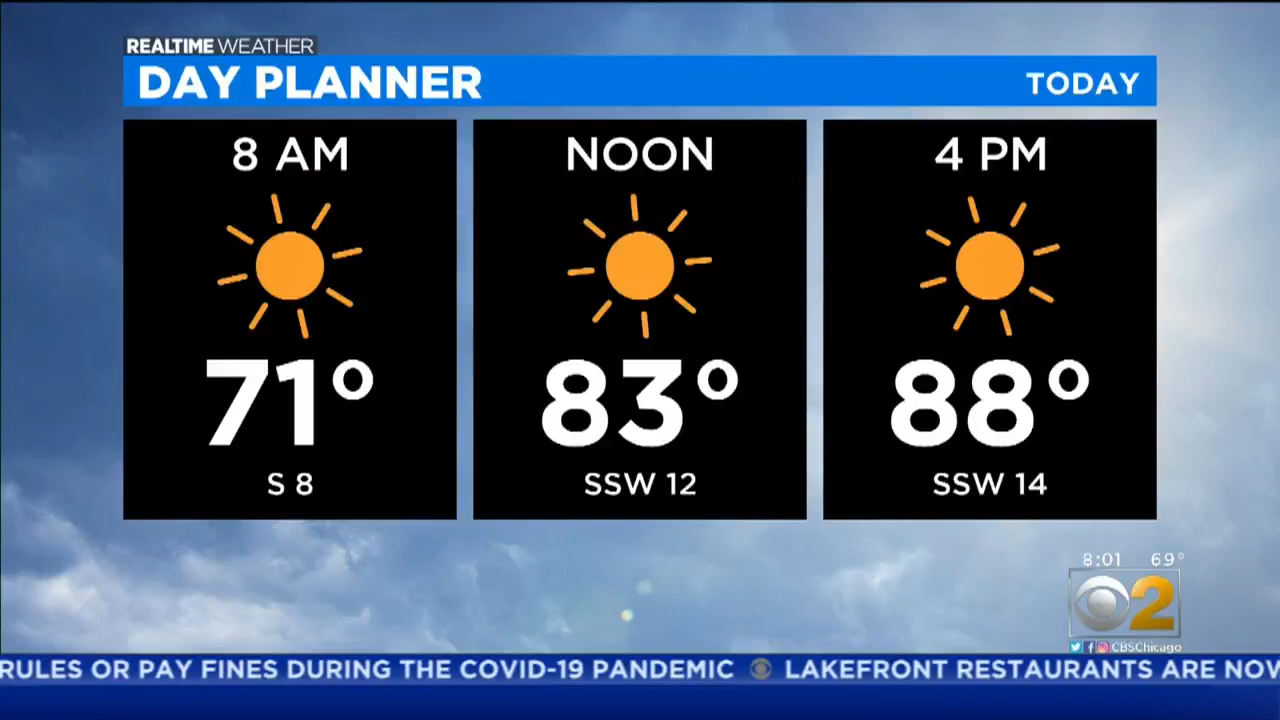 REALTIME WEATHER
DAY PLANNER
TODAY
8 AM
71°
S 8
NOON
83°
SSW 12
4 PM
88°
SSW 14
8:01 69°
2
CBSChicago
RULES OR PAY FINES DURING THE COVID-19 PANDEMIC LAKEFRONT RESTAURANTS ARE NOW